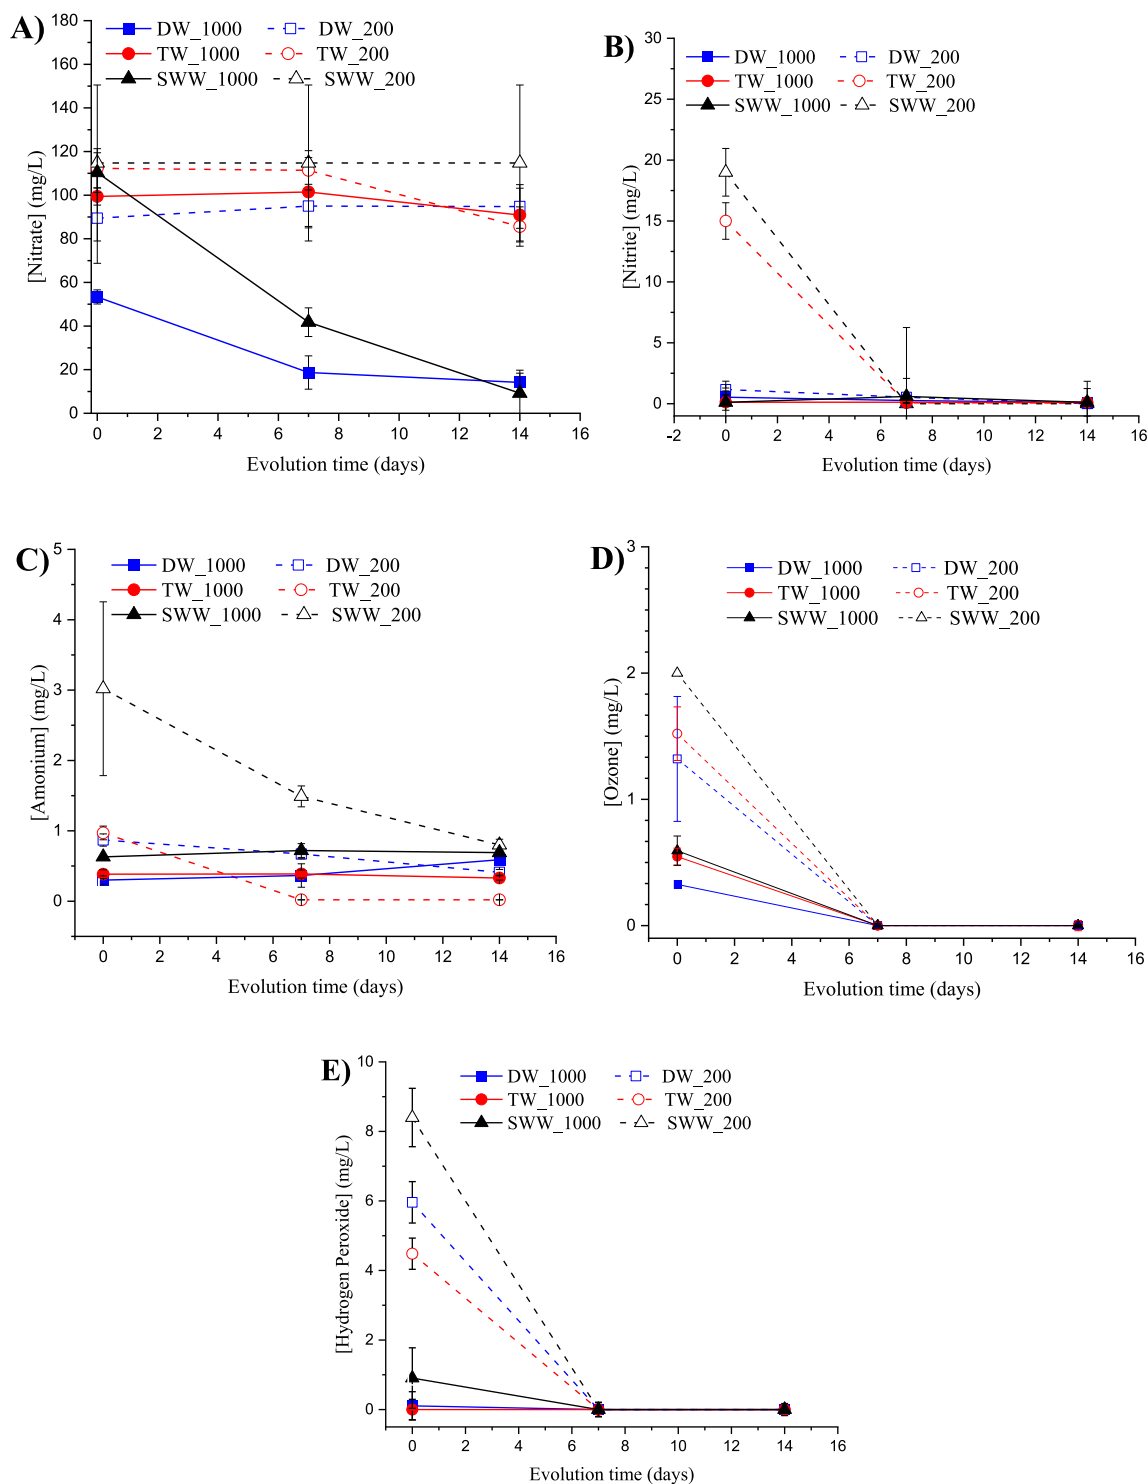 A)
DW_1000 DW_200
TW_1000 TW_200
SWW_1000 SWW_200
180
160
140
120
100
80
60
40
20
0
[Nitrate] (mg/L)
0 2 4 6 8 10 12 14 16
Evolution time (days)
B)
DW_1000 DW_200
TW_1000 TW_200
SWW_1000 SWW_200
30
25
20
15
10
5
0
[Nitrite] (mg/L)
-2 0 2 4 6 8 10 12 14 16
Evolution time (days)
C)
DW_1000 DW_200
TW_1000 TW_200
SWW_1000 SWW_200
5
4
3
2
1
0
[Amonium] (mg/L)
0 2 4 6 8 10 12 14 16
Evolution time (days)
D)
DW_1000 DW_200
TW_1000 TW_200
SWW_1000 SWW_200
3
2
1
0
[Ozone] (mg/L)
0 2 4 6 8 10 12 14 16
Evolution time (days)
E)
DW_1000 DW_200
TW_1000 TW_200
SWW_1000 SWW_200
10
8
6
4
2
0
[Hydrogen Peroxide] (mg/L)
0 2 4 6 8 10 12 14 16
Evolution time (days)